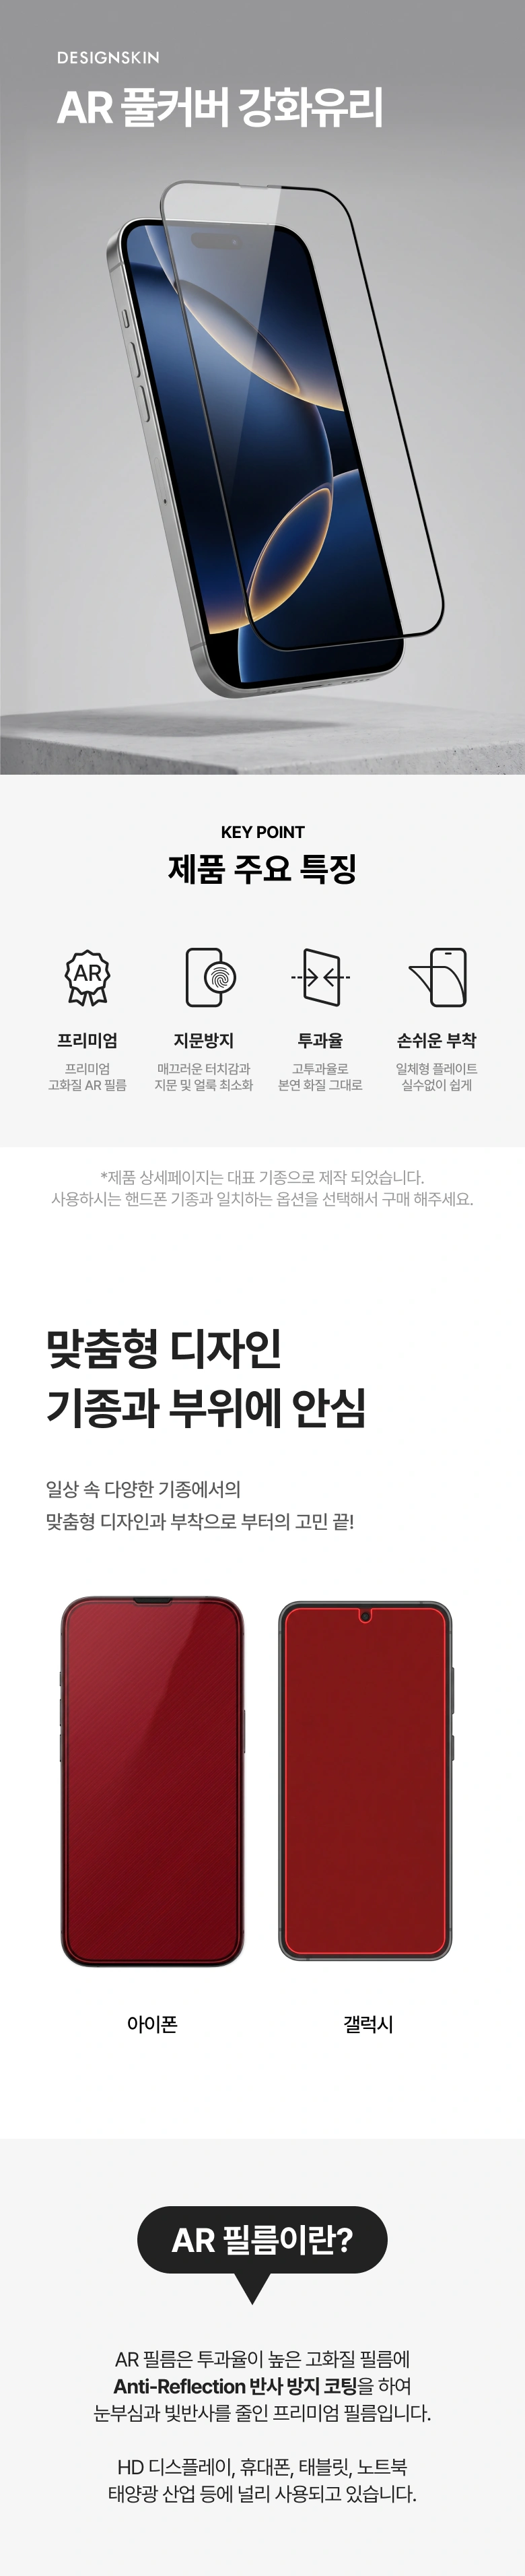 DESIGNSKIN
AR 풀커버 강화유리
KEY POINT
제품 주요 특징
AR
프리미엄
프리미엄
고화질 AR 필름
지문방지
매끄러운 터치감과
지문 및 얼룩 최소화
투과율
고투과율로
본연 화질 그대로
손쉬운 부착
일체형 플레이트
실수없이 쉽게
*제품 상세페이지는 대표 기종으로 제작 되었습니다.
사용하시는 핸드폰 기종과 일치하는 옵션을 선택해서 구매 해주세요.
맞춤형 디자인
기종과 부위에 안심
일상 속 다양한 기종에서의
맞춤형 디자인과 부착으로 부터의 고민 끝!
아이폰
갤럭시
AR 필름이란?
AR 필름은 투과율이 높은 고화질 필름에
Anti-Reflection 반사 방지 코팅을 하여
눈부심과 빛반사를 줄인 프리미엄 필름입니다.
HD 디스플레이, 휴대폰, 태블릿, 노트북
태양광 산업 등에 널리 사용되고 있습니다.